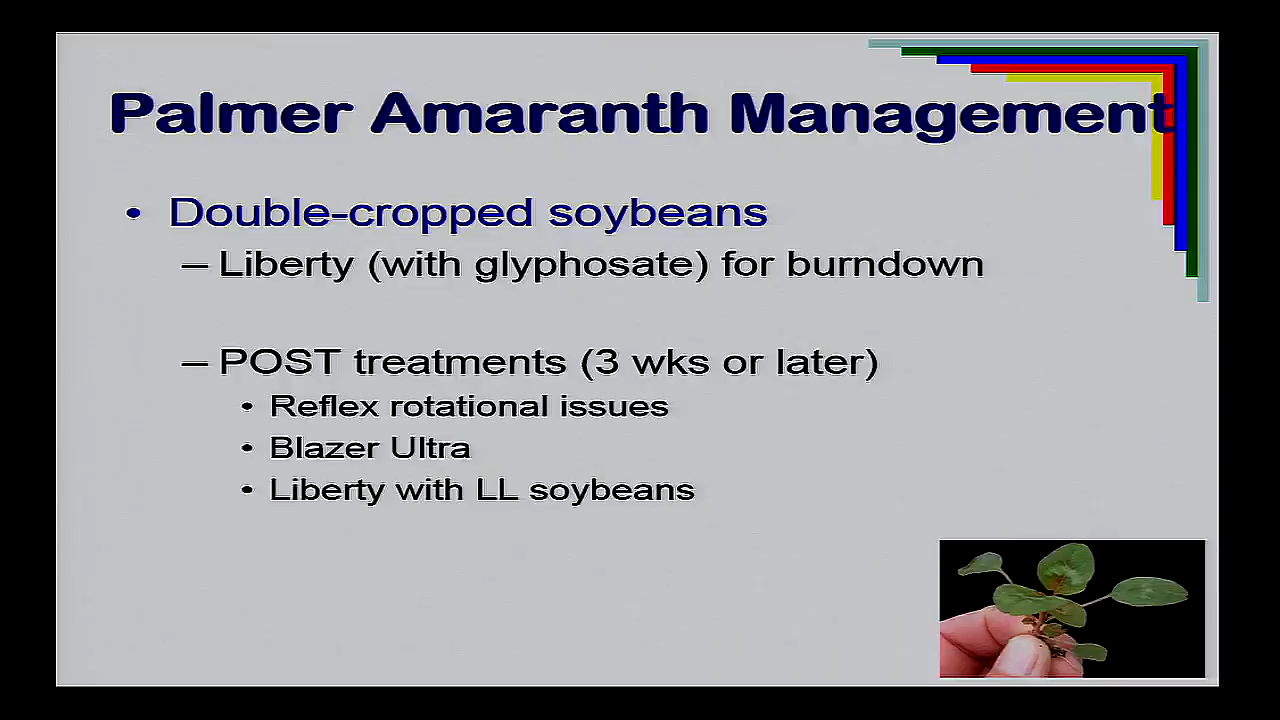 Palmer Amaranth Management
• Double-cropped soybeans
– Liberty (with glyphosate) for burndown
– POST treatments (3 wks or later)
• Reflex rotational issues
• Blazer Ultra
• Liberty with LL soybeans